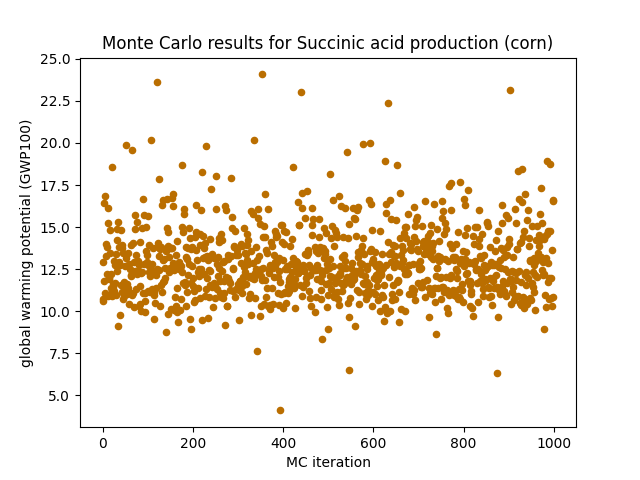 Monte Carlo results for Succinic acid production (corn)
global warming potential (GWP100)
25.0
22.5
20.0
17.5
15.0
12.5
10.0
7.5
5.0
0 200 400 600 800 1000
MC iteration